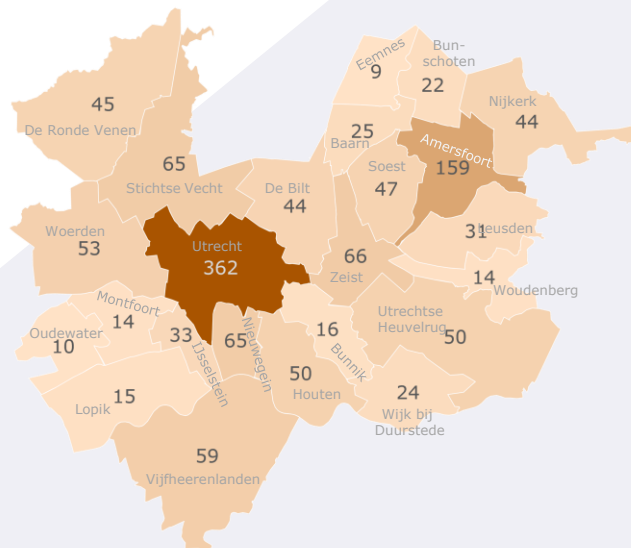 Eemnes
9
Bun-
schoten
22
45
De Ronde Venen
Nijkerk
44
25
Baarn
Amersfoort
159
65
Stichtse Vecht
De Bilt
44
Soest
47
Woerden
53
Utrecht
362
66
Zeist
31
Leusden
14
Woudenberg
Montfoort
14
Oudewater
10
33
IJsselstein
65
Nieuwegein
16
Bunnik
Utrechtse
Heuvelrug
50
50
Houten
24
Wijk bij
Duurstede
15
Lopik
59
Vijfheerenlanden